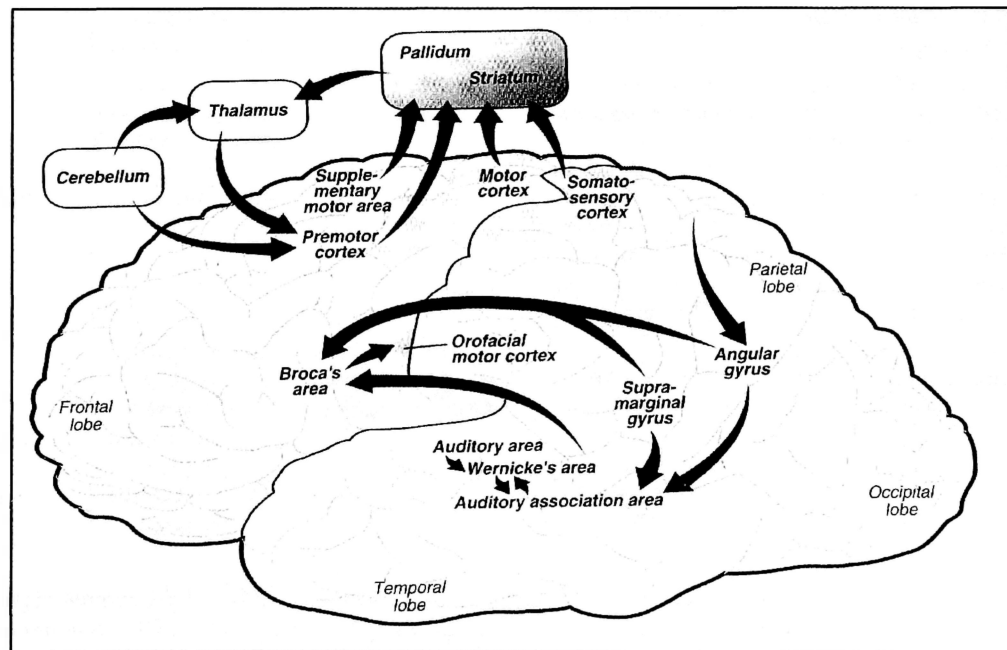 Pallidum
Striatum
Thalamus
Cerebellum
Supple-
mentary
motor area
Motor
cortex
Somato-
sensory
cortex
Premotor
cortex
Parietal
lobe
Orofacial
motor cortex
Broca's
area
Angular
gyrus
Supra-
marginal
gyrus
Frontal
lobe
Auditory area
Wernicke's area
Auditory association area
Occipital
lobe
Temporal
lobe